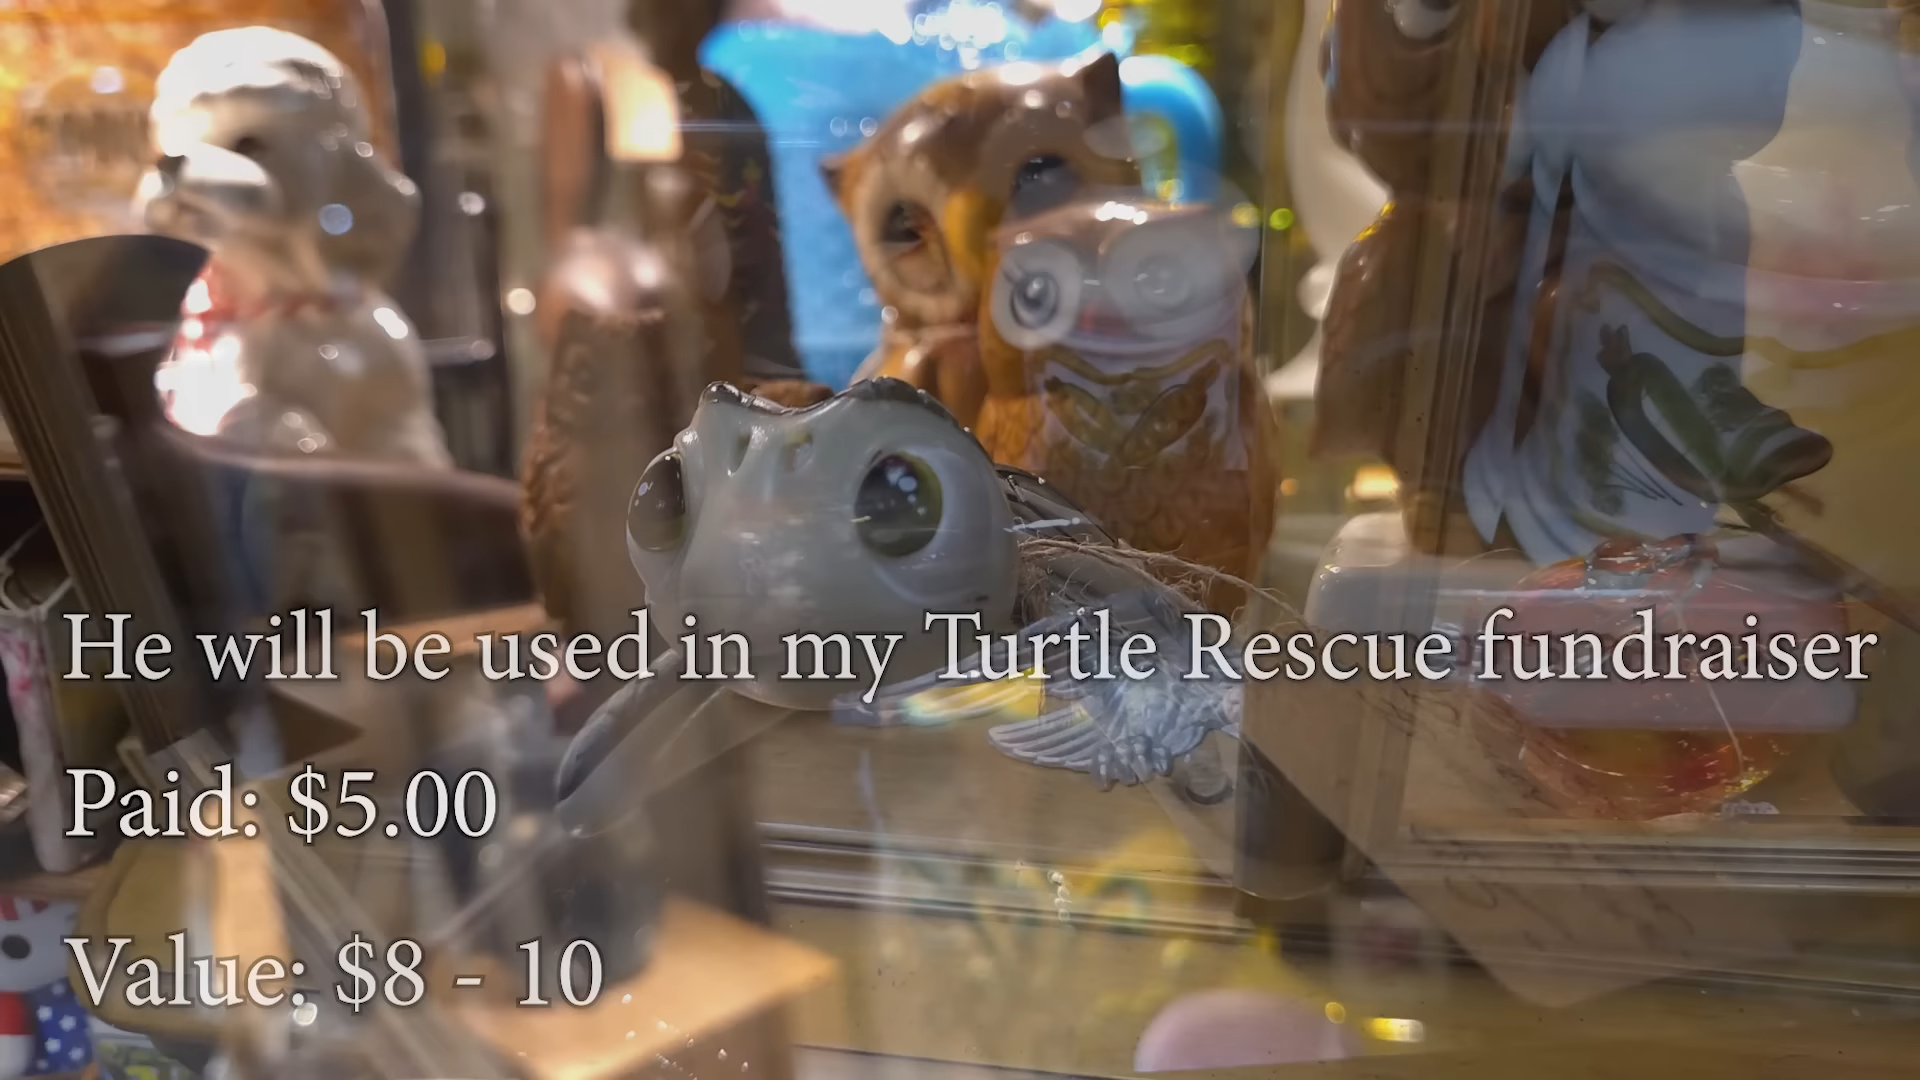 He will be used in my Turtle Rescue fundraiser
Paid: $5.00
Value: $8 - 10